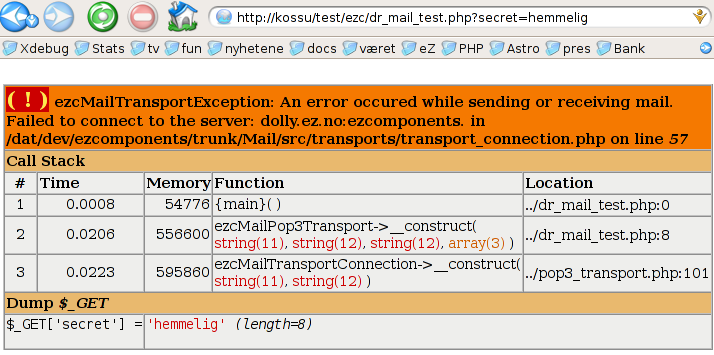 http://kossu/test/ezc/dr_mail_test.php?secret=hemmelig
Xdebug Stats tv fun nyhetene docs været eZ PHP Astro pres Bank
( ! ) ezcMailTransportException: An error occured while sending or receiving mail.
Failed to connect to the server: dolly.ez.no:ezcomponents. in
/dat/dev/ezcomponents/trunk/Mail/src/transports/transport_connection.php on line 57
Call Stack
# Time Memory Function Location
1 0.0008 54776 {main}( ) ../dr_mail_test.php:0
2 0.0206 556600 ezcMailPop3Transport->__construct(
string(11), string(12), string(12), array(3) ) ../dr_mail_test.php:8
3 0.0223 595860 ezcMailTransportConnection->__construct(
string(11), string(12) ) ../pop3_transport.php:101
Dump $_GET
$_GET['secret'] = 'hemmelig' (length=8)